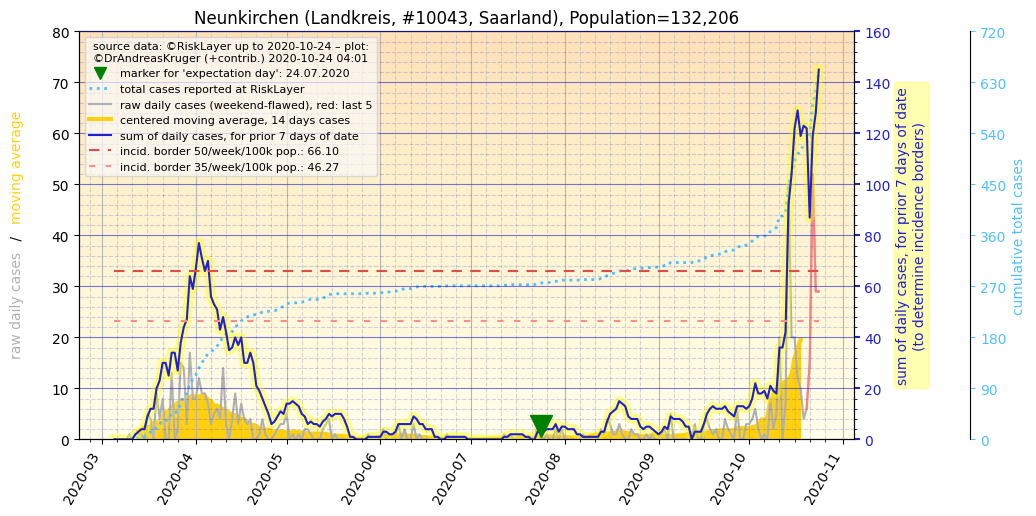 Neunkirchen (Landkreis, #10043, Saarland), Population=132,206
source data: ©RiskLayer up to 2020-10-24 – plot:
©DrAndreasKruger (+contrib.) 2020-10-24 04:01
marker for 'expectation day': 24.07.2020
total cases reported at RiskLayer
raw daily cases (weekend-flawed), red: last 5
centered moving average, 14 days cases
sum of daily cases, for prior 7 days of date
incid. border 50/week/100k pop.: 66.10
incid. border 35/week/100k pop.: 46.27
raw daily cases / moving average
80
70
60
50
40
30
20
10
0
2020-03
2020-04
2020-05
2020-06
2020-07
2020-08
2020-09
2020-10
2020-11
160
140
120
100
80
60
40
20
0
sum of daily cases, for prior 7 days of date
(to determine incidence borders)
720
630
540
450
360
270
180
90
0
cumulative total cases